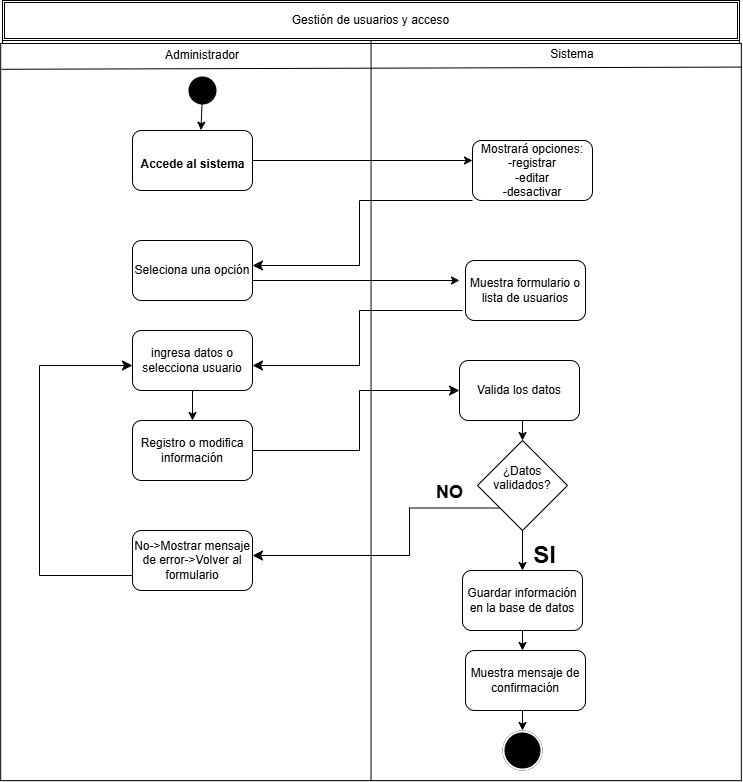 Gestión de usuarios y acceso
Administrador
Sistema
Accede al sistema
Mostrará opciones:
-registrar
-editar
-desactivar
Seleciona una opción
Muestra formulario o
lista de usuarios
ingresa datos o
selecciona usuario
Valida los datos
Registro o modifica
información
¿Datos
validados?
NO
No->Mostrar mensaje
de error->Volver al
formulario
SI
Guardar información
en la base de datos
Muestra mensaje de
confirmación